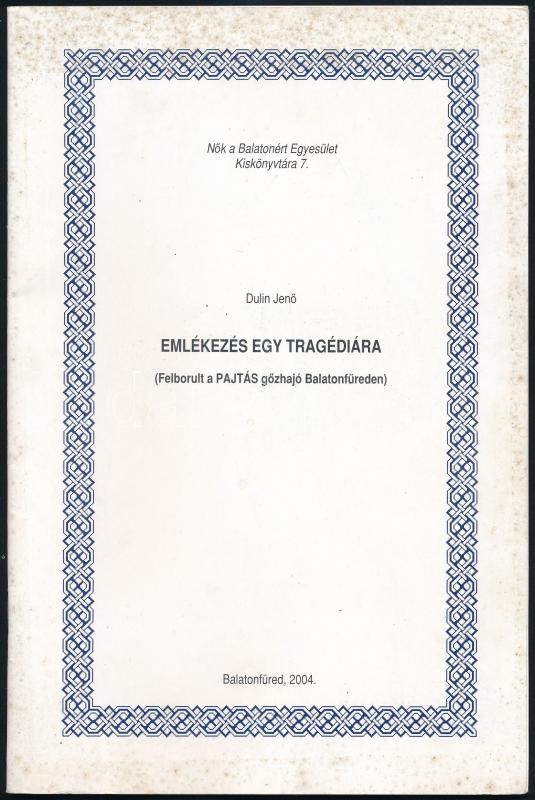 Nők a Balatonért Egyesület
Kiskönyvtára 7.
Dulin Jenő
EMLÉKEZÉS EGY TRAGÉDIÁRA
(Felborult a PAJTÁS gőzhajó Balatonfüreden)
Balatonfüred, 2004.